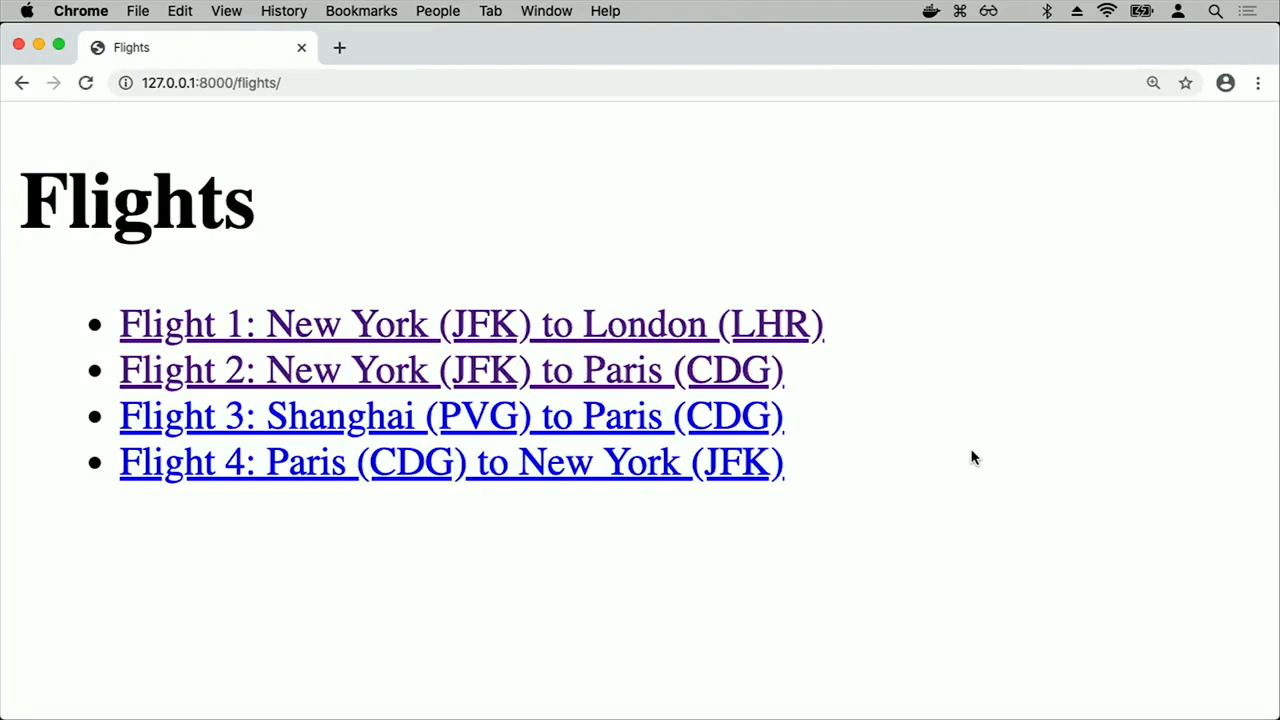 Chrome File Edit View History Bookmarks People Tab Window Help
Flights
127.0.0.1:8000/flights/
Flights
Flight 1: New York (JFK) to London (LHR)
Flight 2: New York (JFK) to Paris (CDG)
Flight 3: Shanghai (PVG) to Paris (CDG)
Flight 4: Paris (CDG) to New York (JFK)